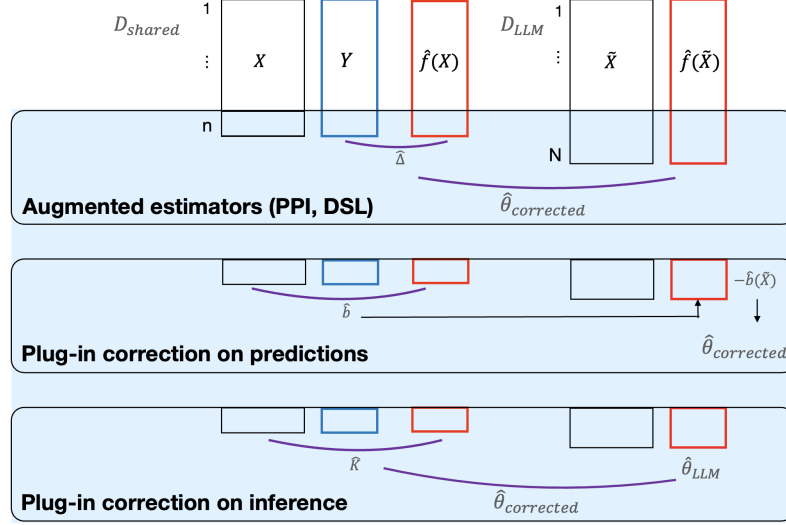 1
D_shared
D_LLM
1
⋮
X
Y
f̂(X)
⋮
X̃
f̂(X̃)
n
N
Δ̂
θ̂_corrected
Augmented estimators (PPI, DSL)
−b̂(X̃)
b̂
θ̂_corrected
Plug-in correction on predictions
K̂
θ̂_LLM
θ̂_corrected
Plug-in correction on inference